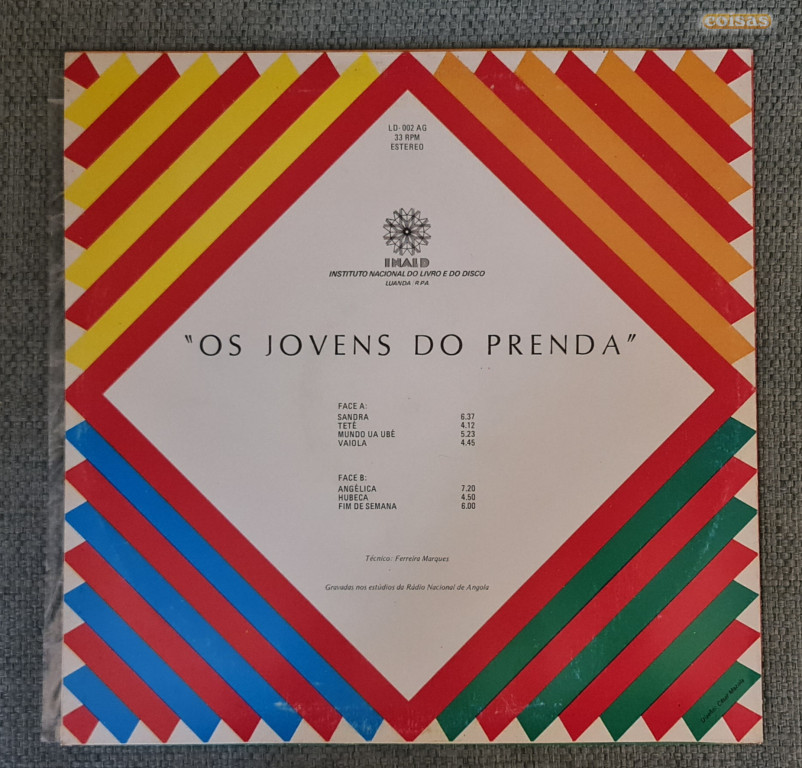 coisas
LD-002 AG
33 RPM
ESTEREO
INALD
INSTITUTO NACIONAL DO LIVRO E DO DISCO
LUANDA / R P A
"OS JOVENS DO PRENDA"
FACE A:
SANDRA 6.37
TETÊ 4.12
MUNDO UA UBÊ 5.23
VAIOLA 4.45
FACE B:
ANGÉLICA 7.20
HUBECA 4.50
FIM DE SEMANA 6.00
Técnico: Ferreira Marques
Gravadas nos estúdios da Rádio Nacional de Angola